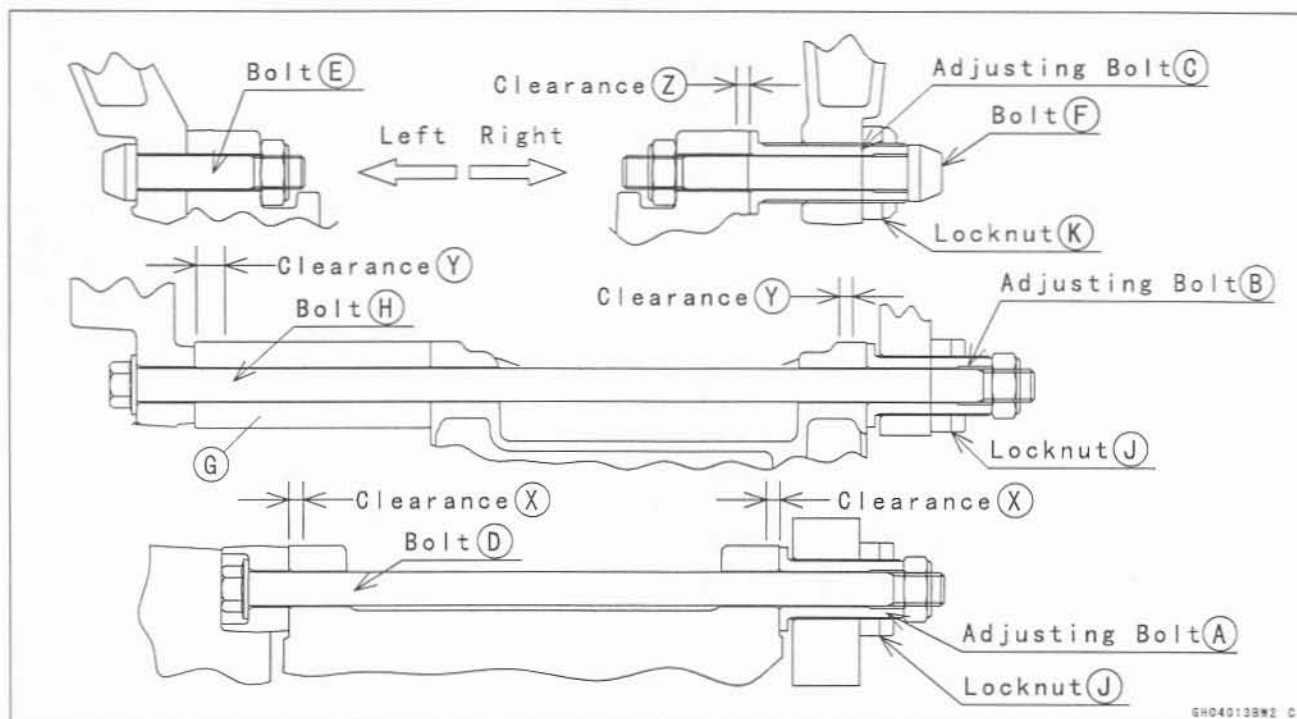 Bolt E
Clearance Z
Adjusting Bolt C
Bolt F
Left Right
Locknut K
Clearance Y
Clearance Y
Adjusting Bolt B
Bolt H
G
Locknut J
Clearance X
Clearance X
Bolt D
Adjusting Bolt A
Locknut J
GH04013BW2 C